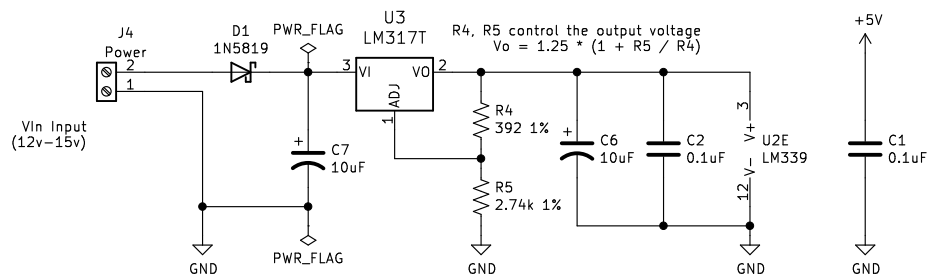 J4
Power
2
1
VIn Input
(12v-15v)
D1
1N5819
PWR_FLAG
C7
10uF
GND
PWR_FLAG
U3
LM317T
3
VI
VO
2
ADJ
1
R4, R5 control the output voltage
Vo = 1.25 * (1 + R5 / R4)
R4
392 1%
R5
2.74k 1%
GND
C6
10uF
C2
0.1uF
3
V+
V-
12
U2E
LM339
GND
+5V
C1
0.1uF
GND